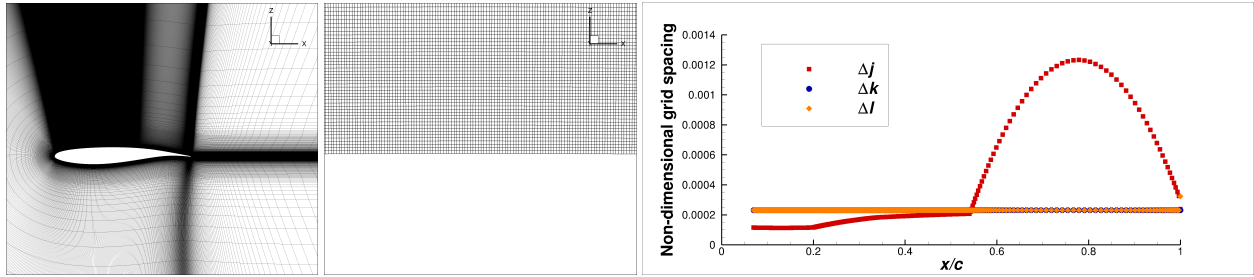 z
x
z
x
Non-dimensional grid spacing
0.0014
0.0012
0.001
0.0008
0.0006
0.0004
0.0002
0
Δj
Δk
Δl
0 0.2 0.4 0.6 0.8 1
x/c